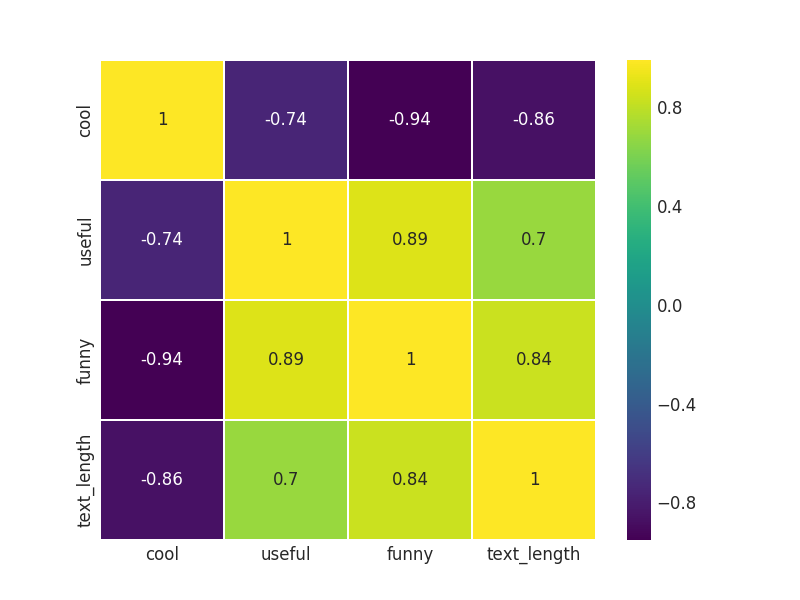 cool
1
-0.74
-0.94
-0.86
useful
-0.74
1
0.89
0.7
funny
-0.94
0.89
1
0.84
text_length
-0.86
0.7
0.84
1
cool
useful
funny
text_length
0.8
0.4
0.0
−0.4
−0.8